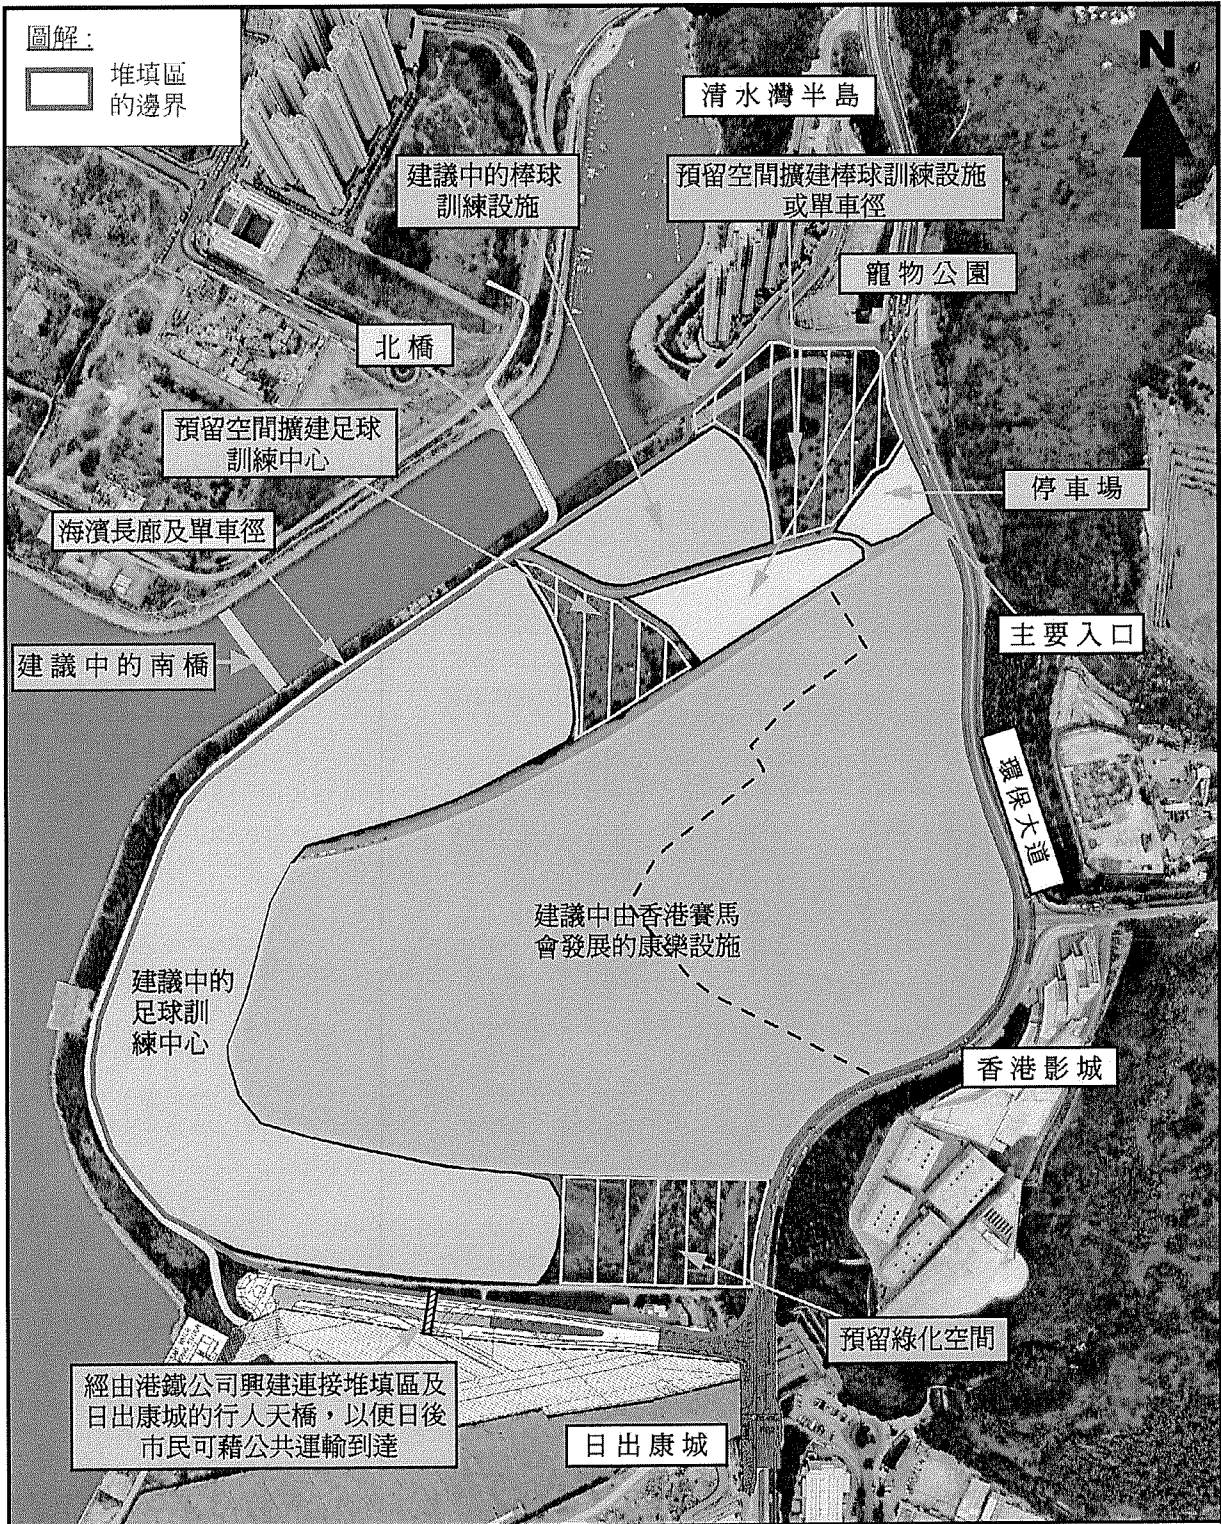 圖解：
堆填區
的邊界
N
清水灣半島
建議中的棒球
訓練設施
預留空間擴建棒球訓練設施
或單車徑
寵物公園
北橋
預留空間擴建足球
訓練中心
停車場
海濱長廊及單車徑
主要入口
建議中的南橋
環保大道
建議中由香港賽馬
會發展的康樂設施
建議中的
足球訓
練中心
香港影城
預留綠化空間
經由港鐵公司興建連接堆填區及
日出康城的行人天橋，以便日後
市民可藉公共運輸到達
日出康城